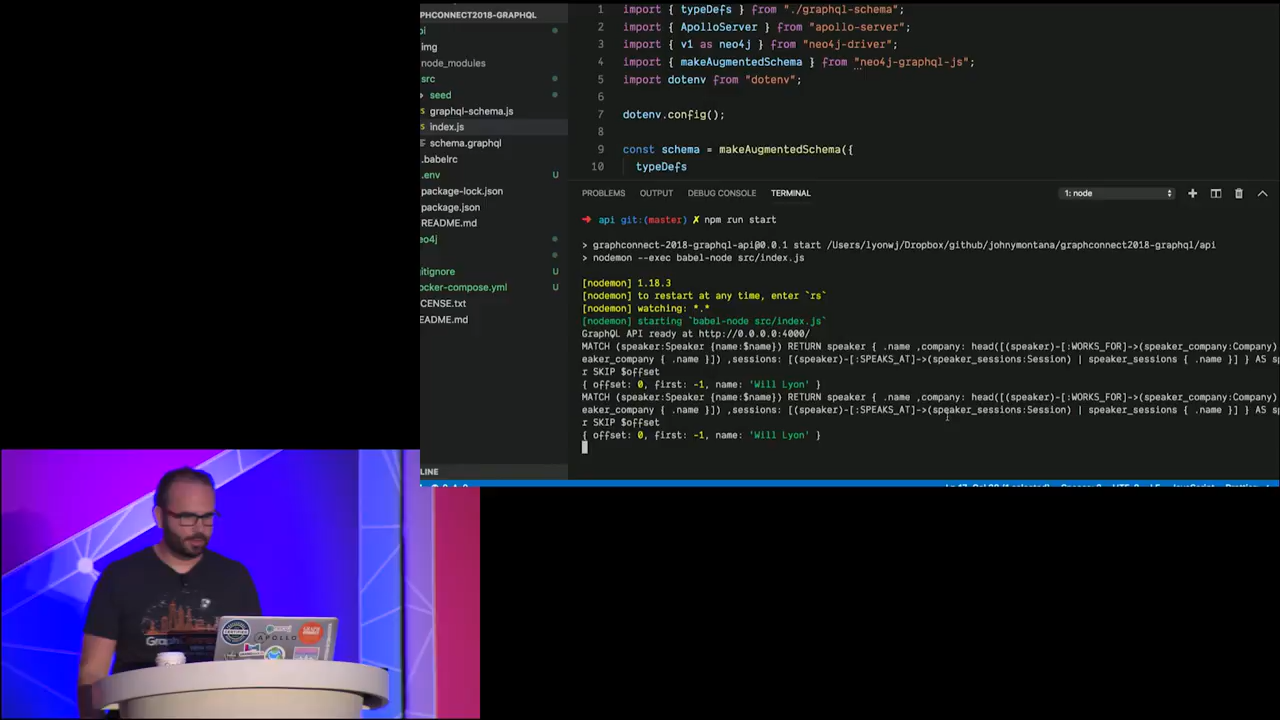 PHCONNECT2018-GRAPHQL
pi
img
node_modules
src
seed
graphql-schema.js
index.js
schema.graphql
.babelrc
.env U
package-lock.json
package.json
README.md
eo4j
gitignore U
ocker-compose.yml U
CENSE.txt
EADME.md
LINE
1 import { typeDefs } from "./graphql-schema";
2 import { ApolloServer } from "apollo-server";
3 import { v1 as neo4j } from "neo4j-driver";
4 import { makeAugmentedSchema } from "neo4j-graphql-js";
5 import dotenv from "dotenv";
6
7 dotenv.config();
8
9 const schema = makeAugmentedSchema({
10 typeDefs
PROBLEMS OUTPUT DEBUG CONSOLE TERMINAL 1: node
➜ api git:(master) ✗ npm run start
> graphconnect-2018-graphql-api@0.0.1 start /Users/lyonwj/Dropbox/github/johnymontana/graphconnect2018-graphql/api
> nodemon --exec babel-node src/index.js
[nodemon] 1.18.3
[nodemon] to restart at any time, enter `rs`
[nodemon] watching: *.*
[nodemon] starting `babel-node src/index.js`
GraphQL API ready at http://0.0.0.0:4000/
MATCH (speaker:Speaker {name:$name}) RETURN speaker { .name ,company: head([(speaker)-[:WORKS_FOR]->(speaker_company:Company)
eaker_company { .name }]) ,sessions: [(speaker)-[:SPEAKS_AT]->(speaker_sessions:Session) | speaker_sessions { .name }] } AS sp
r SKIP $offset
{ offset: 0, first: -1, name: 'Will Lyon' }
MATCH (speaker:Speaker {name:$name}) RETURN speaker { .name ,company: head([(speaker)-[:WORKS_FOR]->(speaker_company:Company)
eaker_company { .name }]) ,sessions: [(speaker)-[:SPEAKS_AT]->(speaker_sessions:Session) | speaker_sessions { .name }] } AS sp
r SKIP $offset
{ offset: 0, first: -1, name: 'Will Lyon' }
Graph
CERTIFIED
APOLLO